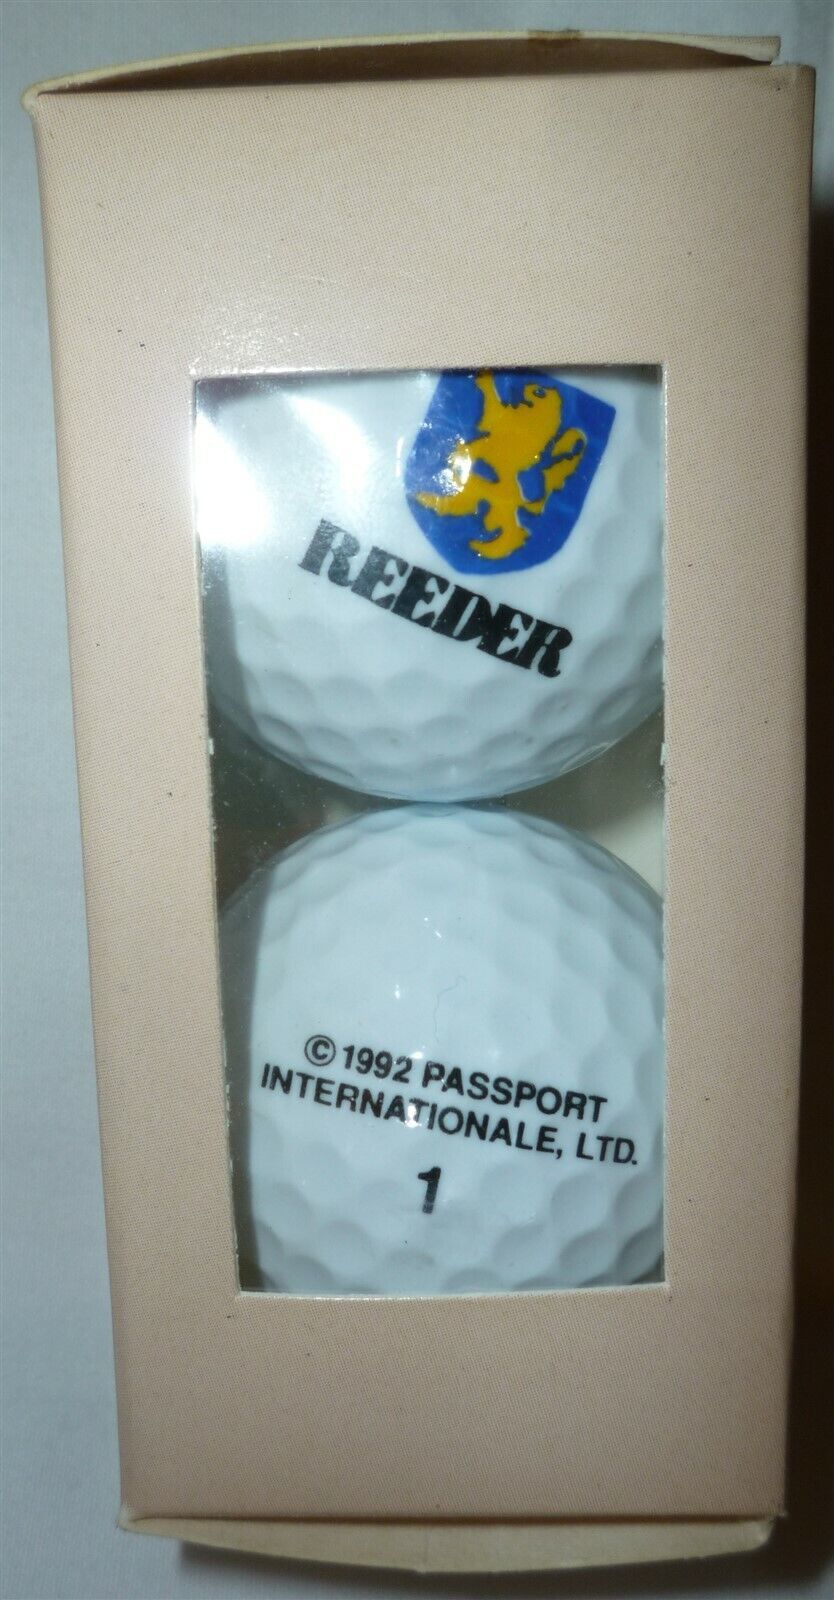 REEDER
© 1992 PASSPORT
INTERNATIONALE, LTD.
1